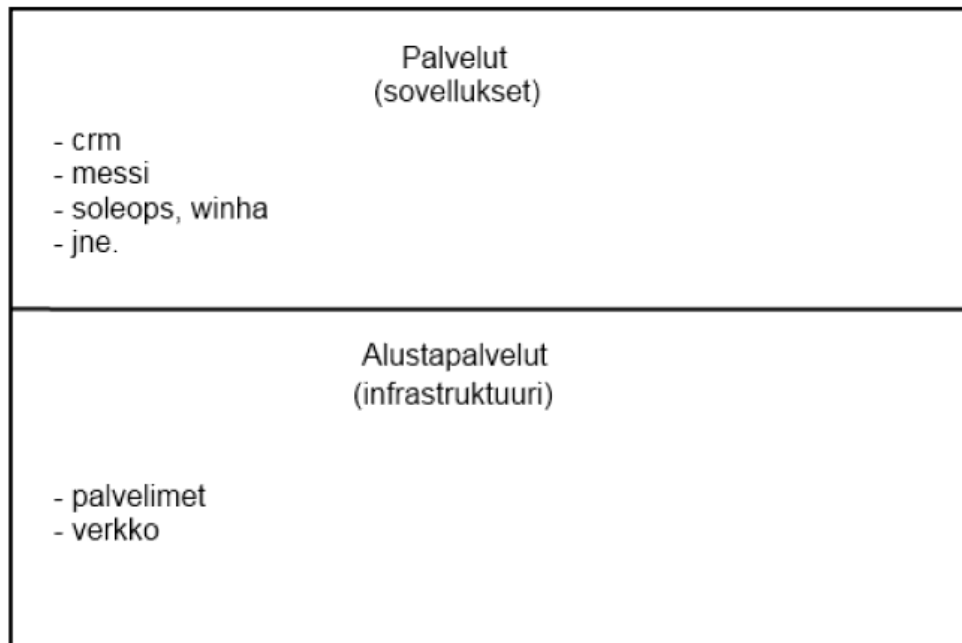 Palvelut
(sovellukset)
- crm
- messi
- soleops, winha
- jne.
Alustapalvelut
(infrastruktuuri)
- palvelimet
- verkko